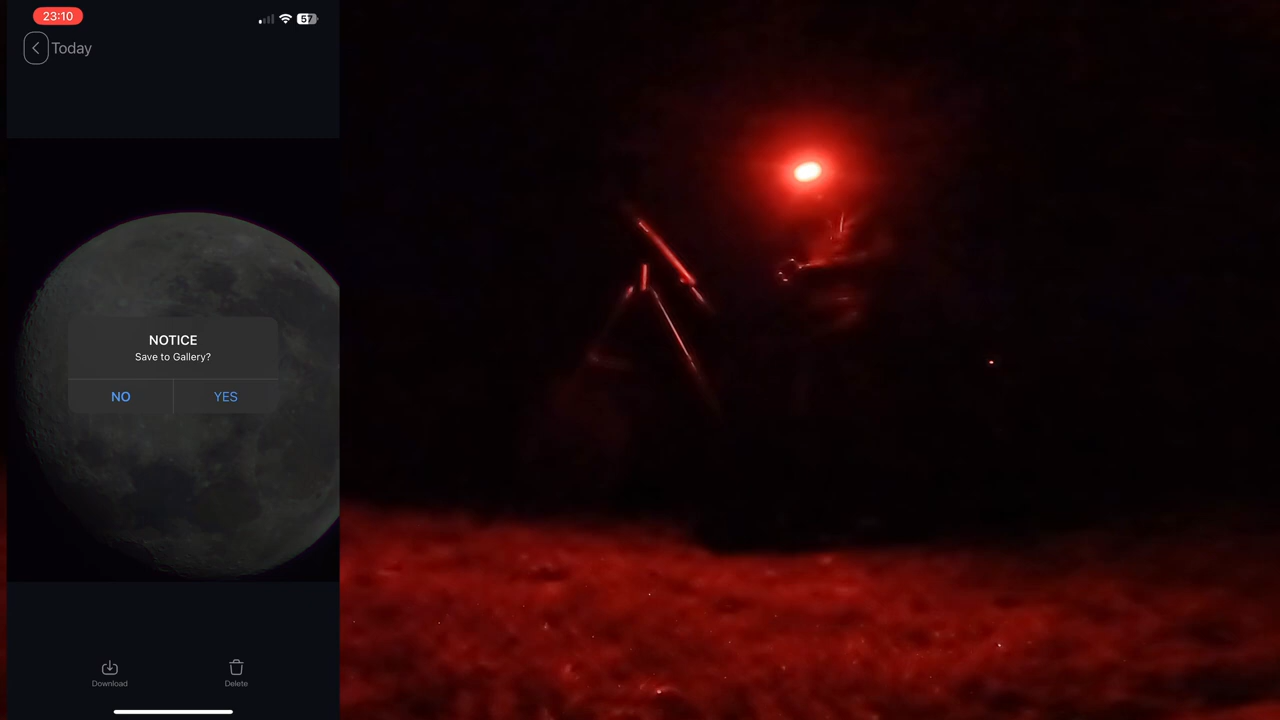 23:10
57
Today
NOTICE
Save to Gallery?
NO
YES
Download
Delete